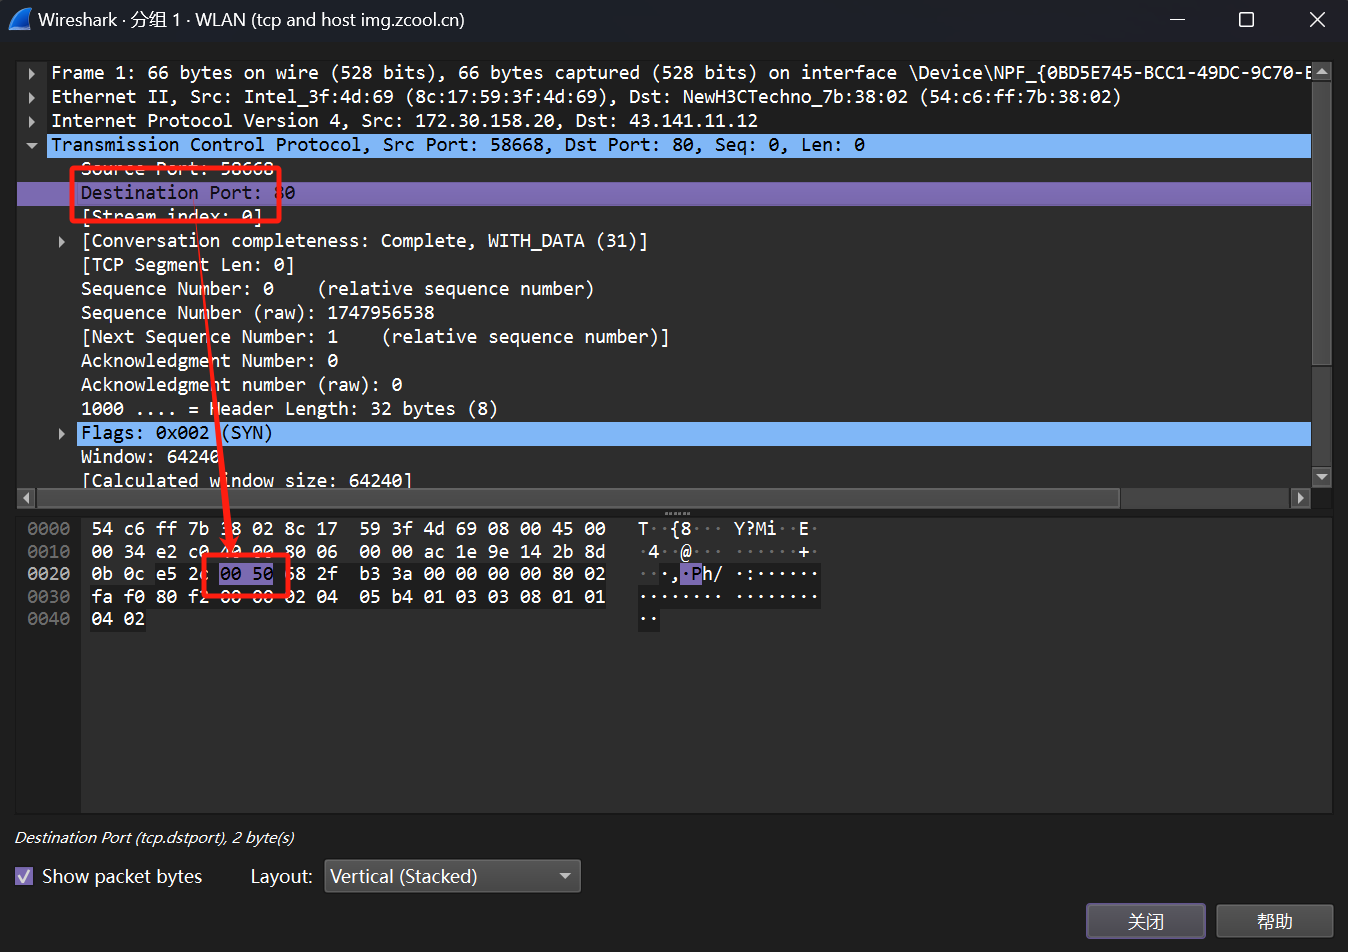 Wireshark · 分组 1 · WLAN (tcp and host img.zcool.cn)
Frame 1: 66 bytes on wire (528 bits), 66 bytes captured (528 bits) on interface \Device\NPF_{0BD5E745-BCC1-49DC-9C70-E
Ethernet II, Src: Intel_3f:4d:69 (8c:17:59:3f:4d:69), Dst: NewH3CTechno_7b:38:02 (54:c6:ff:7b:38:02)
Internet Protocol Version 4, Src: 172.30.158.20, Dst: 43.141.11.12
Transmission Control Protocol, Src Port: 58668, Dst Port: 80, Seq: 0, Len: 0
Source Port: 58668
Destination Port: 80
[Stream index: 0]
[Conversation completeness: Complete, WITH_DATA (31)]
[TCP Segment Len: 0]
Sequence Number: 0    (relative sequence number)
Sequence Number (raw): 1747956538
[Next Sequence Number: 1    (relative sequence number)]
Acknowledgment Number: 0
Acknowledgment number (raw): 0
1000 .... = Header Length: 32 bytes (8)
Flags: 0x002 (SYN)
Window: 64240
[Calculated window size: 64240]
0000 54 c6 ff 7b 38 02 8c 17 59 3f 4d 69 08 00 45 00 T··{8··· Y?Mi··E·
0010 00 34 e2 c0 40 00 80 06 00 00 ac 1e 9e 14 2b 8d ·4··@··· ······+·
0020 0b 0c e5 2c 00 50 68 2f b3 3a 00 00 00 00 80 02 ···,·Ph/ ·:······
0030 fa f0 80 f2 00 00 02 04 05 b4 01 03 03 08 01 01 ········ ········
0040 04 02 ··
Destination Port (tcp.dstport), 2 byte(s)
Show packet bytes Layout: Vertical (Stacked)
关闭 帮助